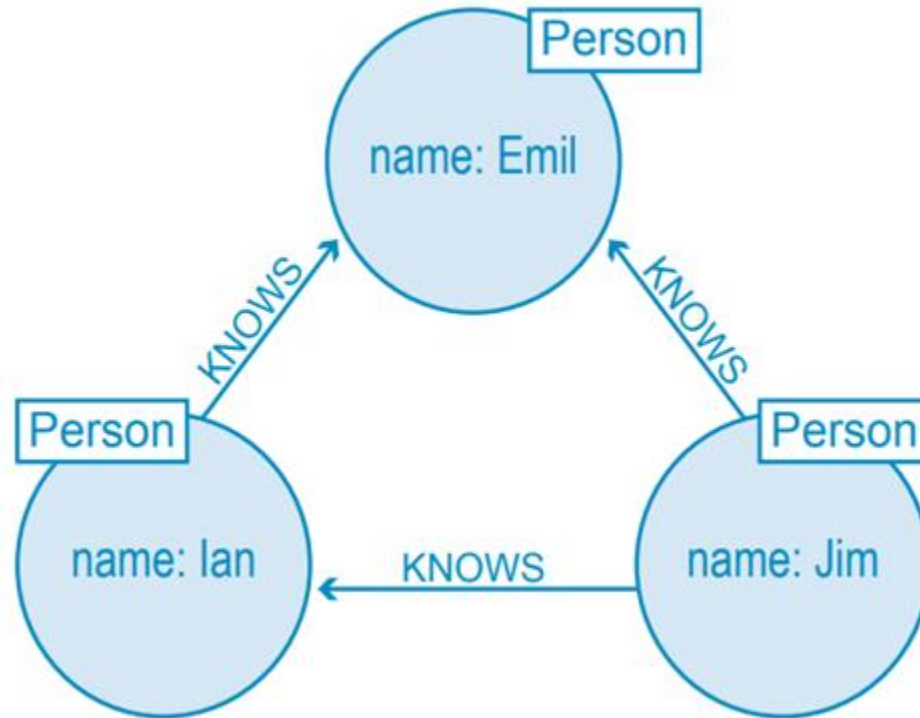 Person
name: Emil
KNOWS
KNOWS
Person
Person
name: Ian
KNOWS
name: Jim